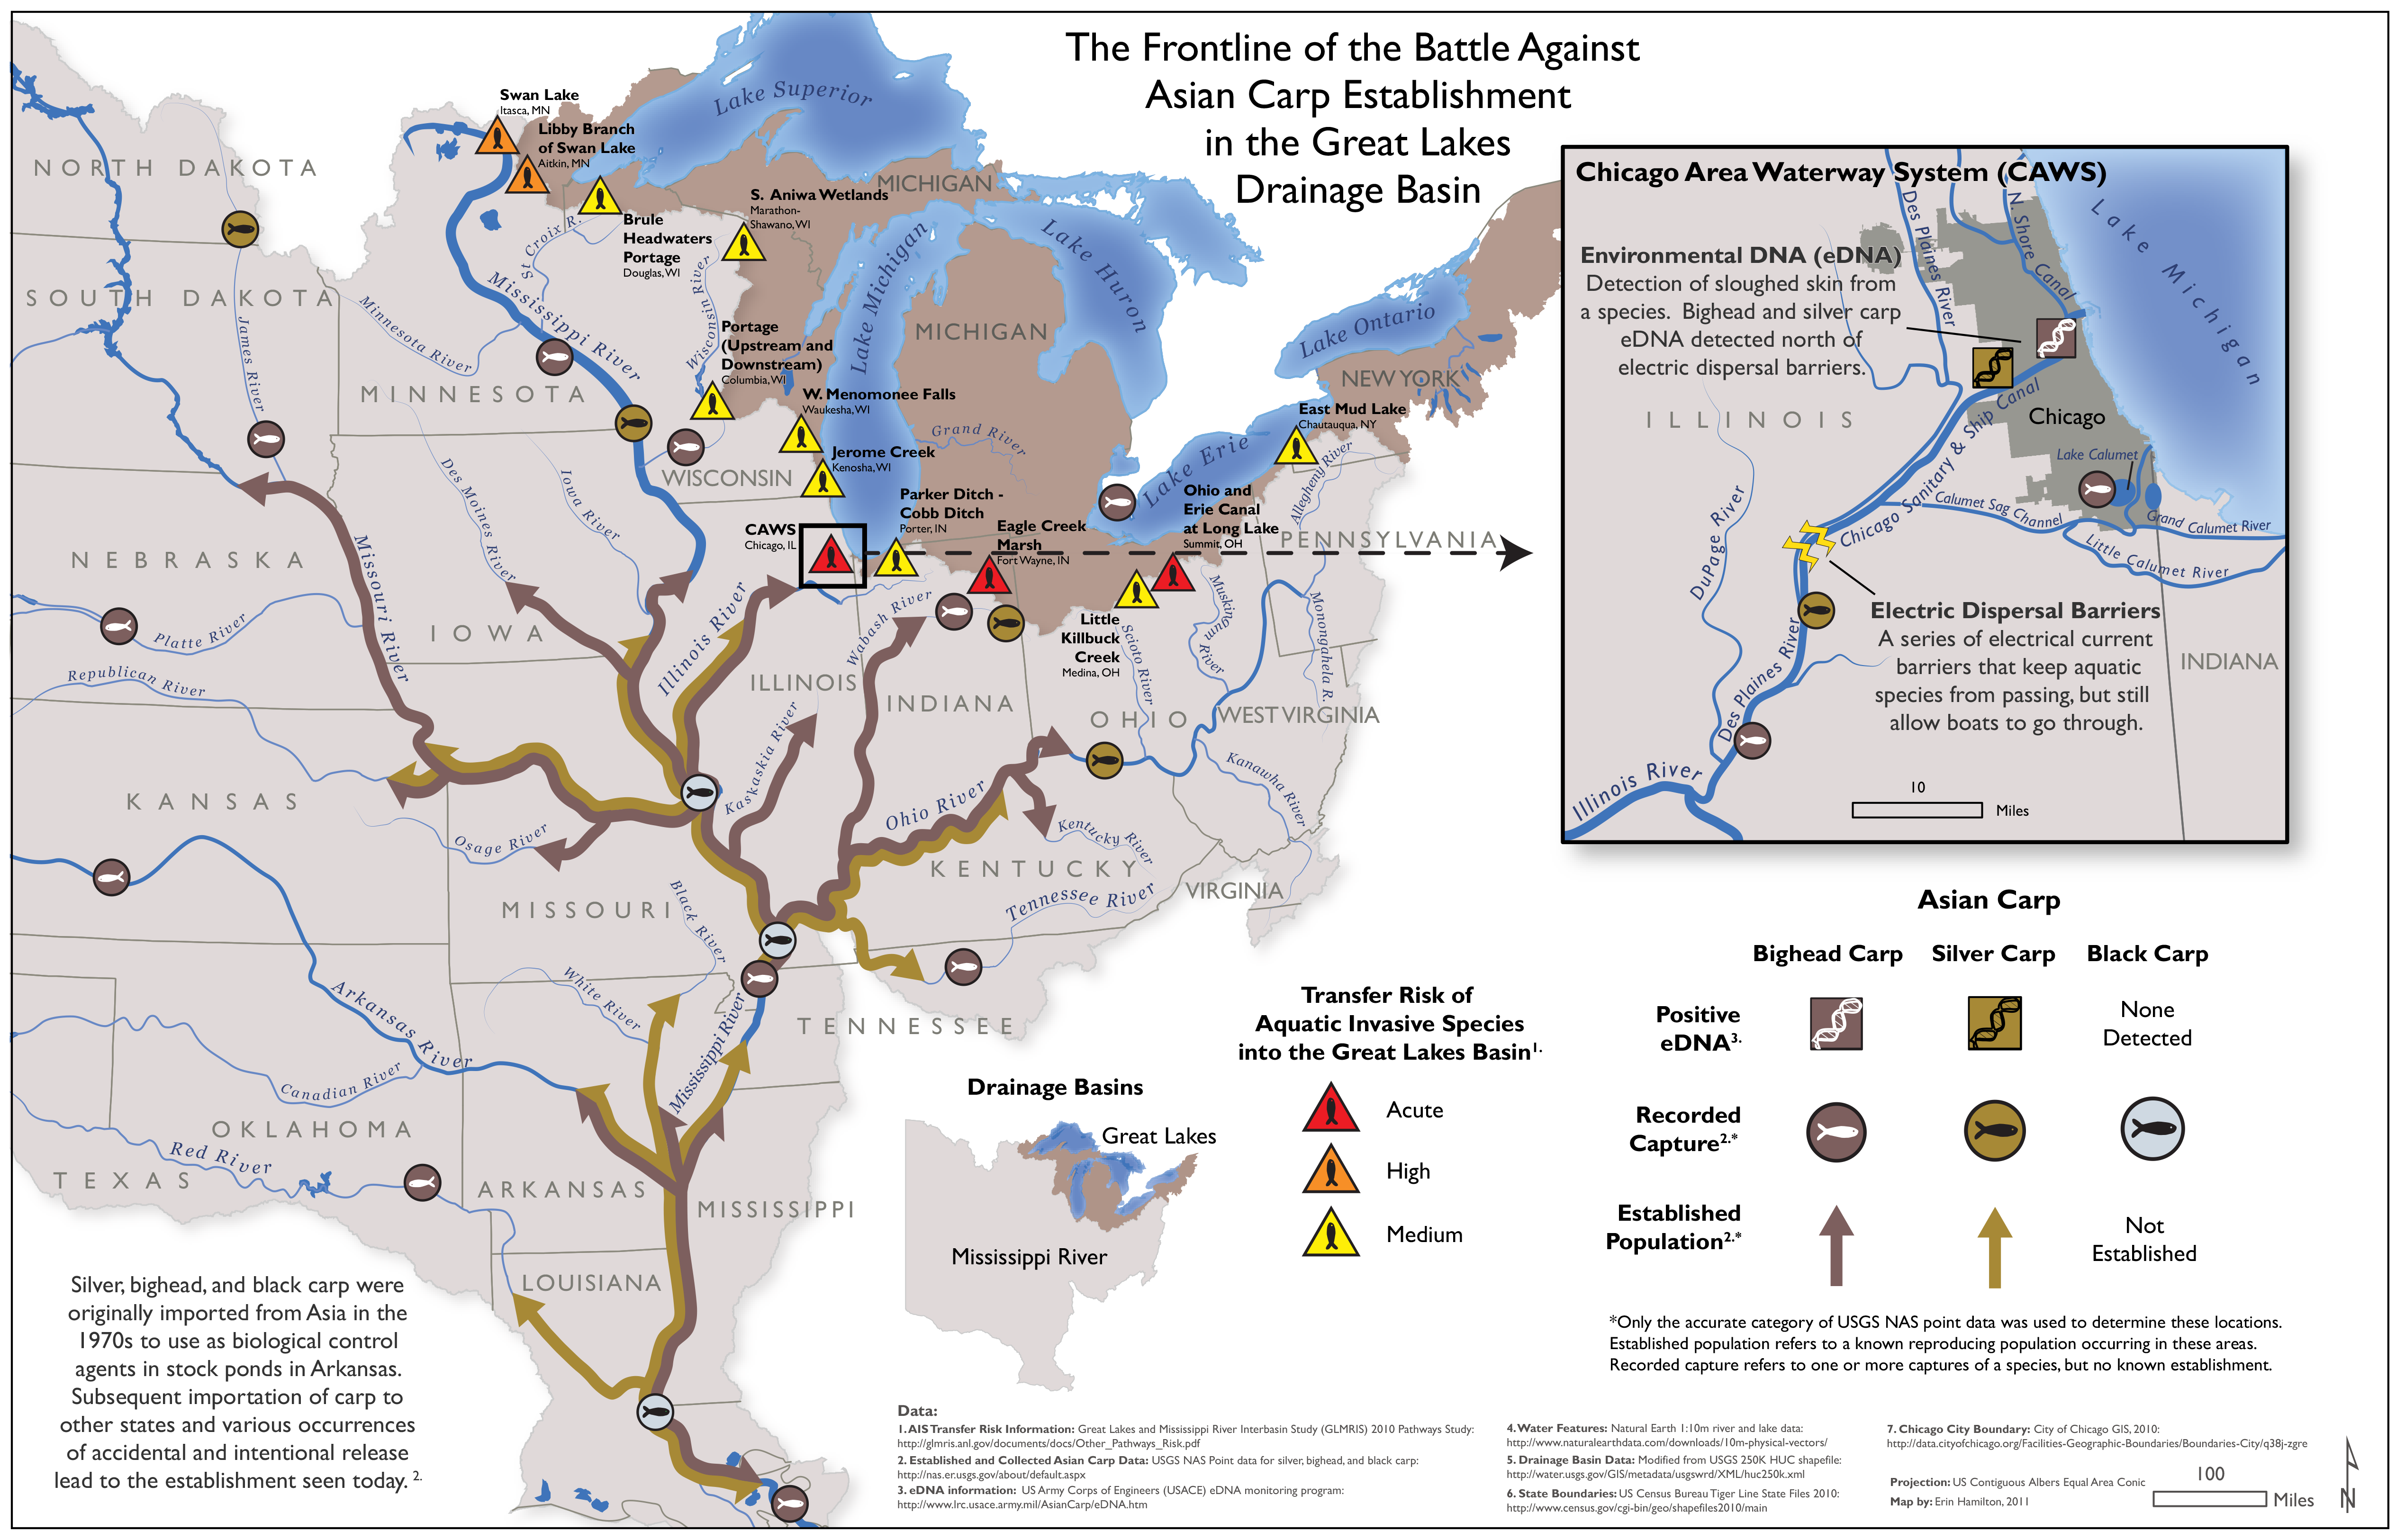 The Frontline of the Battle Against
Asian Carp Establishment
in the Great Lakes
Drainage Basin
Swan Lake
Itasca, MN
Libby Branch
of Swan Lake
Aitkin, MN
Brule
Headwaters
Portage
Douglas, WI
S. Aniwa Wetlands
Marathon-
Shawano, WI
Portage
(Upstream and
Downstream)
Columbia, WI
W. Menomonee Falls
Waukesha, WI
Jerome Creek
Kenosha, WI
CAWS
Chicago, IL
Parker Ditch -
Cobb Ditch
Porter, IN
Eagle Creek
Marsh
Fort Wayne, IN
Ohio and
Erie Canal
at Long Lake
Summit, OH
Little
Killbuck
Creek
Medina, OH
East Mud Lake
Chautauqua, NY
Lake Superior
Lake Michigan
Lake Huron
Lake Erie
Lake Ontario
NORTH DAKOTA
SOUTH DAKOTA
MINNESOTA
WISCONSIN
MICHIGAN
MICHIGAN
NEW YORK
PENNSYLVANIA
NEBRASKA
IOWA
ILLINOIS
INDIANA
OHIO
WEST VIRGINIA
VIRGINIA
KANSAS
MISSOURI
KENTUCKY
TENNESSEE
OKLAHOMA
ARKANSAS
TEXAS
LOUISIANA
MISSISSIPPI
James River
Minnesota River
St. Croix R.
Mississippi River
Wisconsin River
Des Moines River
Iowa River
Missouri River
Platte River
Republican River
Osage River
Illinois River
Kaskaskia River
Wabash River
Grand River
Allegheny River
Monongahela R.
Muskingum
River
Scioto River
Kanawha River
Kentucky River
Ohio River
Tennessee River
Black River
White River
Mississippi River
Arkansas River
Canadian River
Red River
Chicago Area Waterway System (CAWS)
Environmental DNA (eDNA)
Detection of sloughed skin from
a species. Bighead and silver carp
eDNA detected north of
electric dispersal barriers.
Des Plaines River
N. Shore Canal
Lake Michigan
ILLINOIS
Chicago Sanitary & Ship Canal
Chicago
Lake Calumet
Calumet Sag Channel
Grand Calumet River
Little Calumet River
DuPage River
Electric Dispersal Barriers
A series of electrical current
barriers that keep aquatic
species from passing, but still
allow boats to go through.
INDIANA
Des Plaines River
Illinois River
10
Miles
Asian Carp
Bighead Carp Silver Carp Black Carp
Positive
eDNA3.
None
Detected
Recorded
Capture2.*
Established
Population2.*
Not
Established
*Only the accurate category of USGS NAS point data was used to determine these locations.
Established population refers to a known reproducing population occurring in these areas.
Recorded capture refers to one or more captures of a species, but no known establishment.
Transfer Risk of
Aquatic Invasive Species
into the Great Lakes Basin1.
Acute
High
Medium
Drainage Basins
Great Lakes
Mississippi River
Silver, bighead, and black carp were
originally imported from Asia in the
1970s to use as biological control
agents in stock ponds in Arkansas.
Subsequent importation of carp to
other states and various occurrences
of accidental and intentional release
lead to the establishment seen today. 2.
Data:
1. AIS Transfer Risk Information: Great Lakes and Mississippi River Interbasin Study (GLMRIS) 2010 Pathways Study:
http://glmris.anl.gov/documents/docs/Other_Pathways_Risk.pdf
2. Established and Collected Asian Carp Data: USGS NAS Point data for silver, bighead, and black carp:
http://nas.er.usgs.gov/about/default.aspx
3. eDNA information: US Army Corps of Engineers (USACE) eDNA monitoring program:
http://www.lrc.usace.army.mil/AsianCarp/eDNA.htm
4. Water Features: Natural Earth 1:10m river and lake data:
http://www.naturalearthdata.com/downloads/10m-physical-vectors/
5. Drainage Basin Data: Modified from USGS 250K HUC shapefile:
http://water.usgs.gov/GIS/metadata/usgswrd/XML/huc250k.xml
6. State Boundaries: US Census Bureau Tiger Line State Files 2010:
http://www.census.gov/cgi-bin/geo/shapefiles2010/main
7. Chicago City Boundary: City of Chicago GIS, 2010:
http://data.cityofchicago.org/Facilities-Geographic-Boundaries/Boundaries-City/q38j-zgre
Projection: US Contiguous Albers Equal Area Conic
Map by: Erin Hamilton, 2011
100
Miles
N